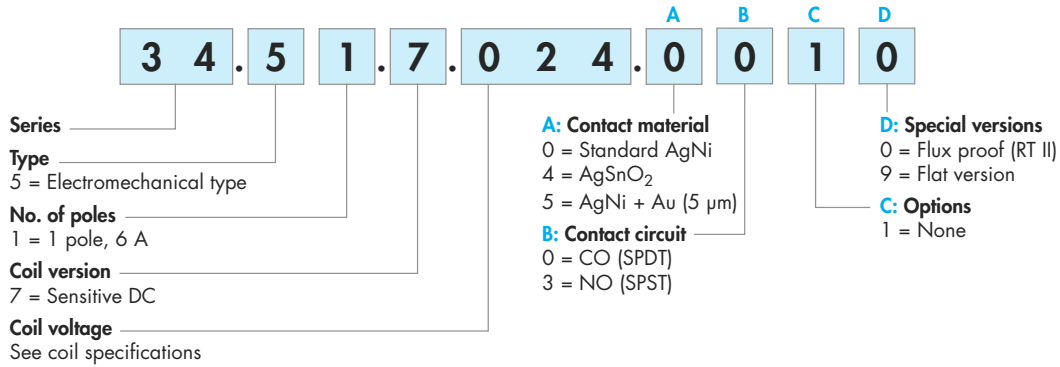 A B C D
3 4 . 5 1 . 7 . 0 2 4 . 0 0 1 0
Series
Type
5 = Electromechanical type
No. of poles
1 = 1 pole, 6 A
Coil version
7 = Sensitive DC
Coil voltage
See coil specifications
A: Contact material
0 = Standard AgNi
4 = AgSnO₂
5 = AgNi + Au (5 µm)
B: Contact circuit
0 = CO (SPDT)
3 = NO (SPST)
D: Special versions
0 = Flux proof (RT II)
9 = Flat version
C: Options
1 = None